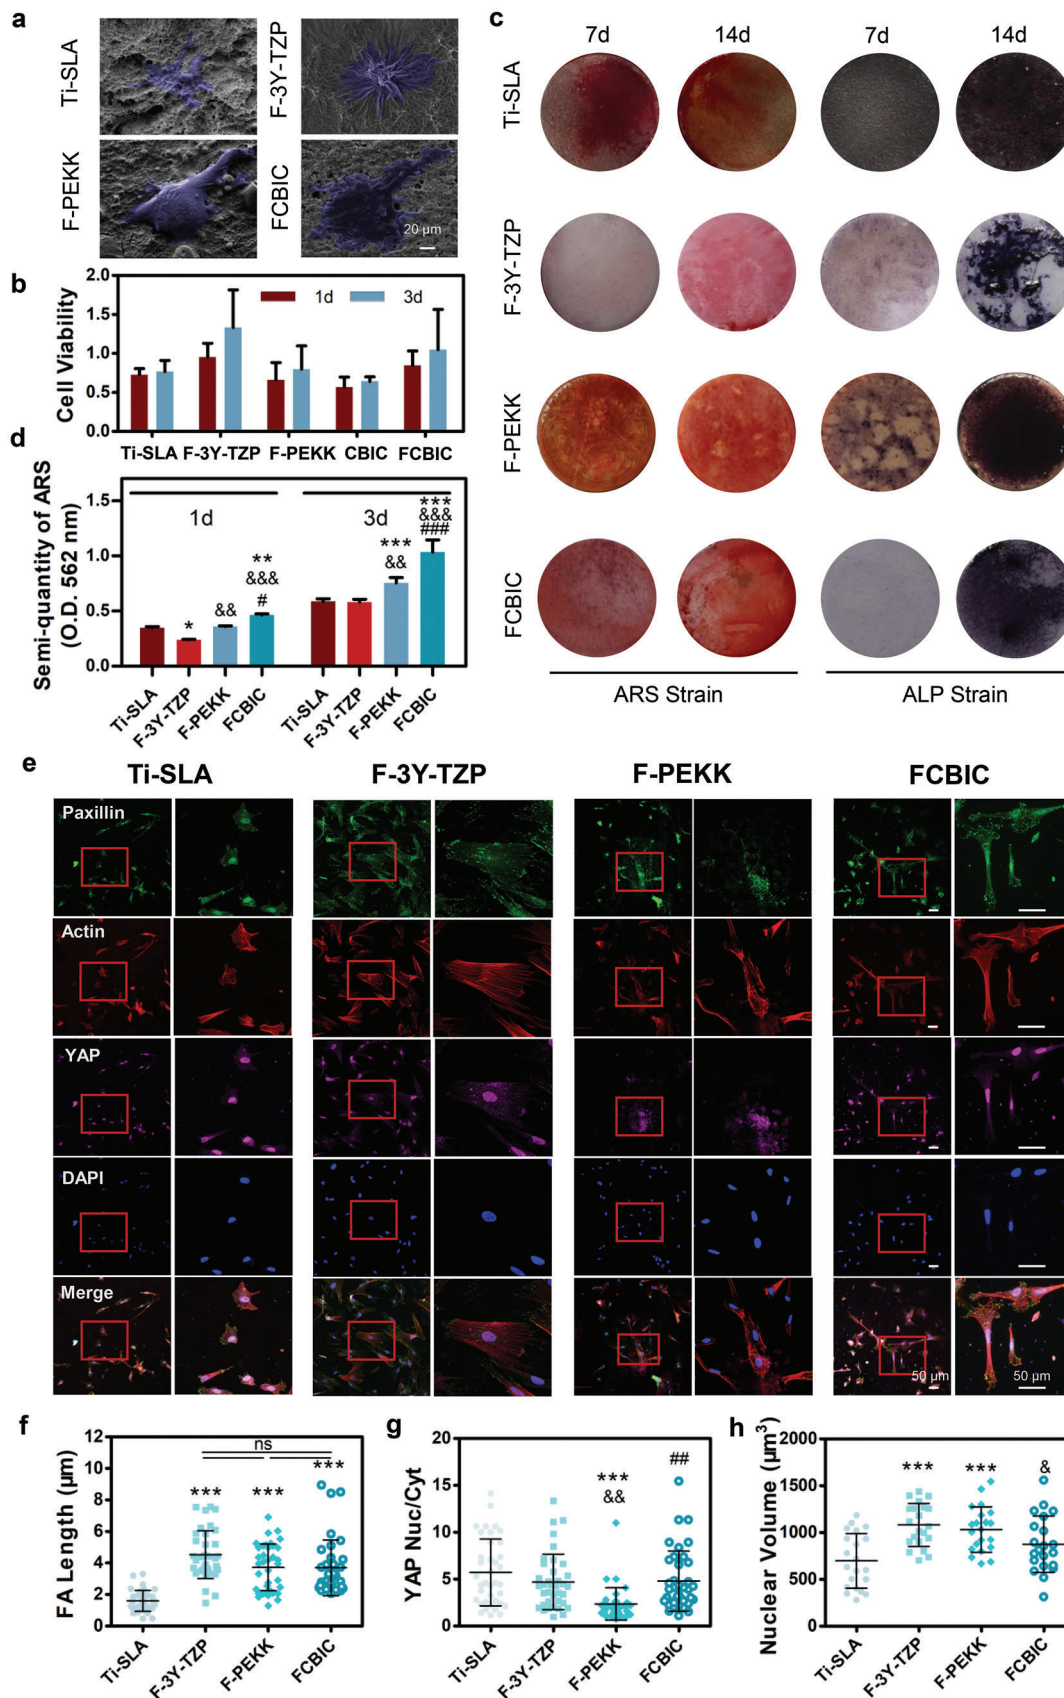 a
Ti-SLA
F-3Y-TZP
F-PEKK
FCBIC
20 µm
b
Cell Viability
2.0
1.5
1.0
0.5
0.0
1d
3d
Ti-SLA F-3Y-TZP F-PEKK CBIC FCBIC
c
7d 14d 7d 14d
Ti-SLA
F-3Y-TZP
F-PEKK
FCBIC
ARS Strain
ALP Strain
d
Semi-quantity of ARS
(O.D. 562 nm)
1.5
1.0
0.5
0.0
1d
3d
*
&&
**
&&&
#
***
&&
***
&&&
###
Ti-SLA
F-3Y-TZP
F-PEKK
FCBIC
Ti-SLA
F-3Y-TZP
F-PEKK
FCBIC
e
Ti-SLA F-3Y-TZP F-PEKK FCBIC
Paxillin
Actin
YAP
DAPI
Merge
50 µm 50 µm
f
FA Length (µm)
12
10
8
6
4
2
0
ns
***
***
***
Ti-SLA
F-3Y-TZP
F-PEKK
FCBIC
g
YAP Nuc/Cyt
20
15
10
5
0
***
&&
##
Ti-SLA
F-3Y-TZP
F-PEKK
FCBIC
h
Nuclear Volume (µm³)
2000
1500
1000
500
0
***
***
&
Ti-SLA
F-3Y-TZP
F-PEKK
FCBIC